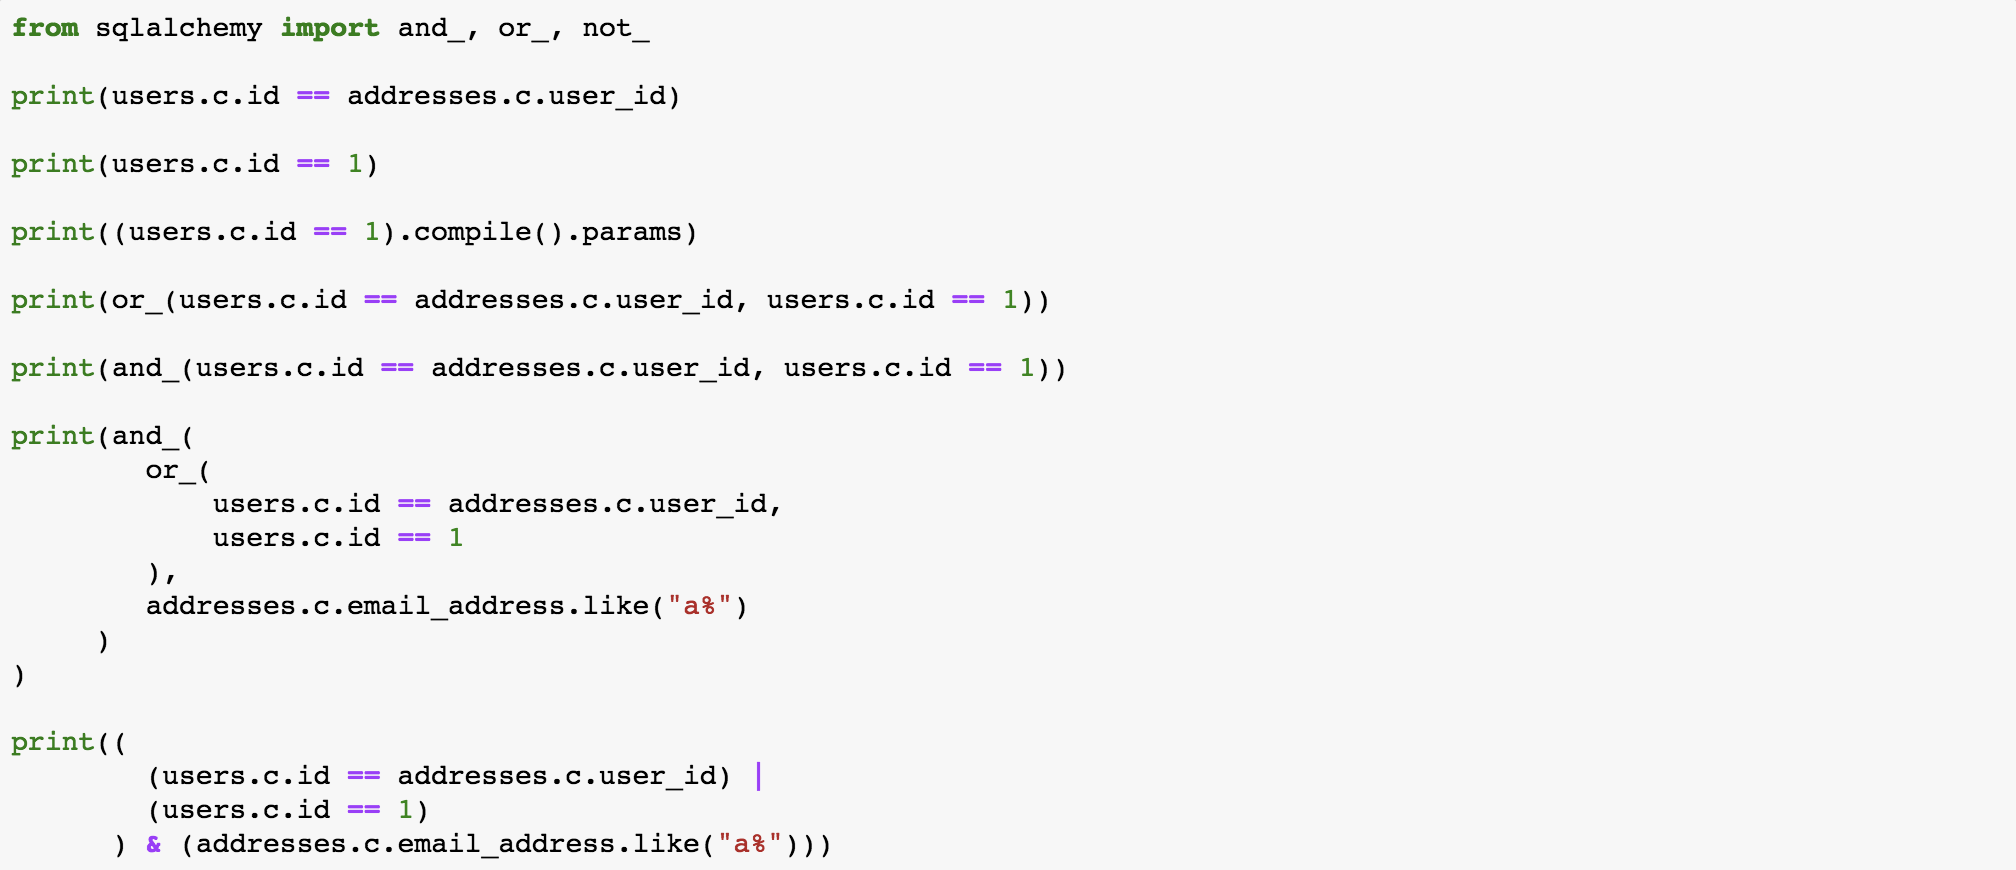 from sqlalchemy import and_, or_, not_
print(users.c.id == addresses.c.user_id)
print(users.c.id == 1)
print((users.c.id == 1).compile().params)
print(or_(users.c.id == addresses.c.user_id, users.c.id == 1))
print(and_(users.c.id == addresses.c.user_id, users.c.id == 1))
print(and_(
        or_(
            users.c.id == addresses.c.user_id,
            users.c.id == 1
        ),
        addresses.c.email_address.like("a%")
     )
)
print((
        (users.c.id == addresses.c.user_id) |
        (users.c.id == 1)
      ) & (addresses.c.email_address.like("a%")))